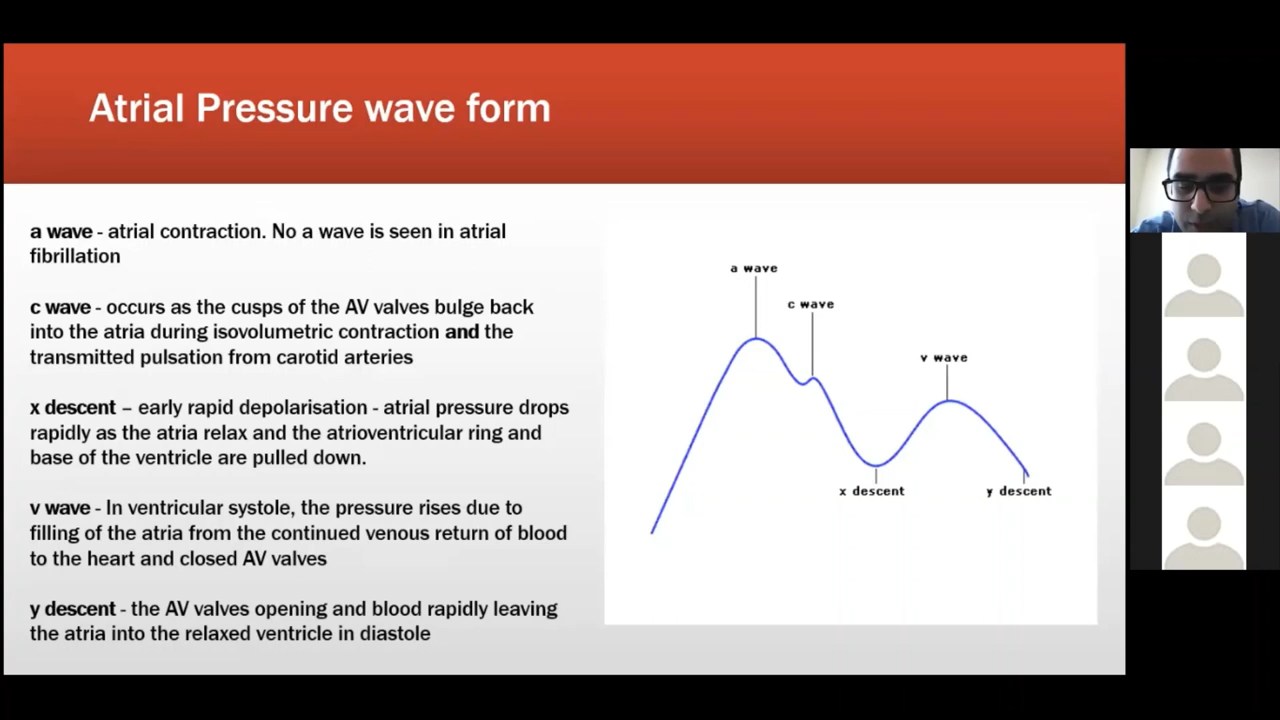 Atrial Pressure wave form
a wave - atrial contraction. No a wave is seen in atrial
fibrillation
c wave - occurs as the cusps of the AV valves bulge back
into the atria during isovolumetric contraction and the
transmitted pulsation from carotid arteries
x descent – early rapid depolarisation - atrial pressure drops
rapidly as the atria relax and the atrioventricular ring and
base of the ventricle are pulled down.
v wave - In ventricular systole, the pressure rises due to
filling of the atria from the continued venous return of blood
to the heart and closed AV valves
y descent - the AV valves opening and blood rapidly leaving
the atria into the relaxed ventricle in diastole
a wave
c wave
v wave
x descent
y descent